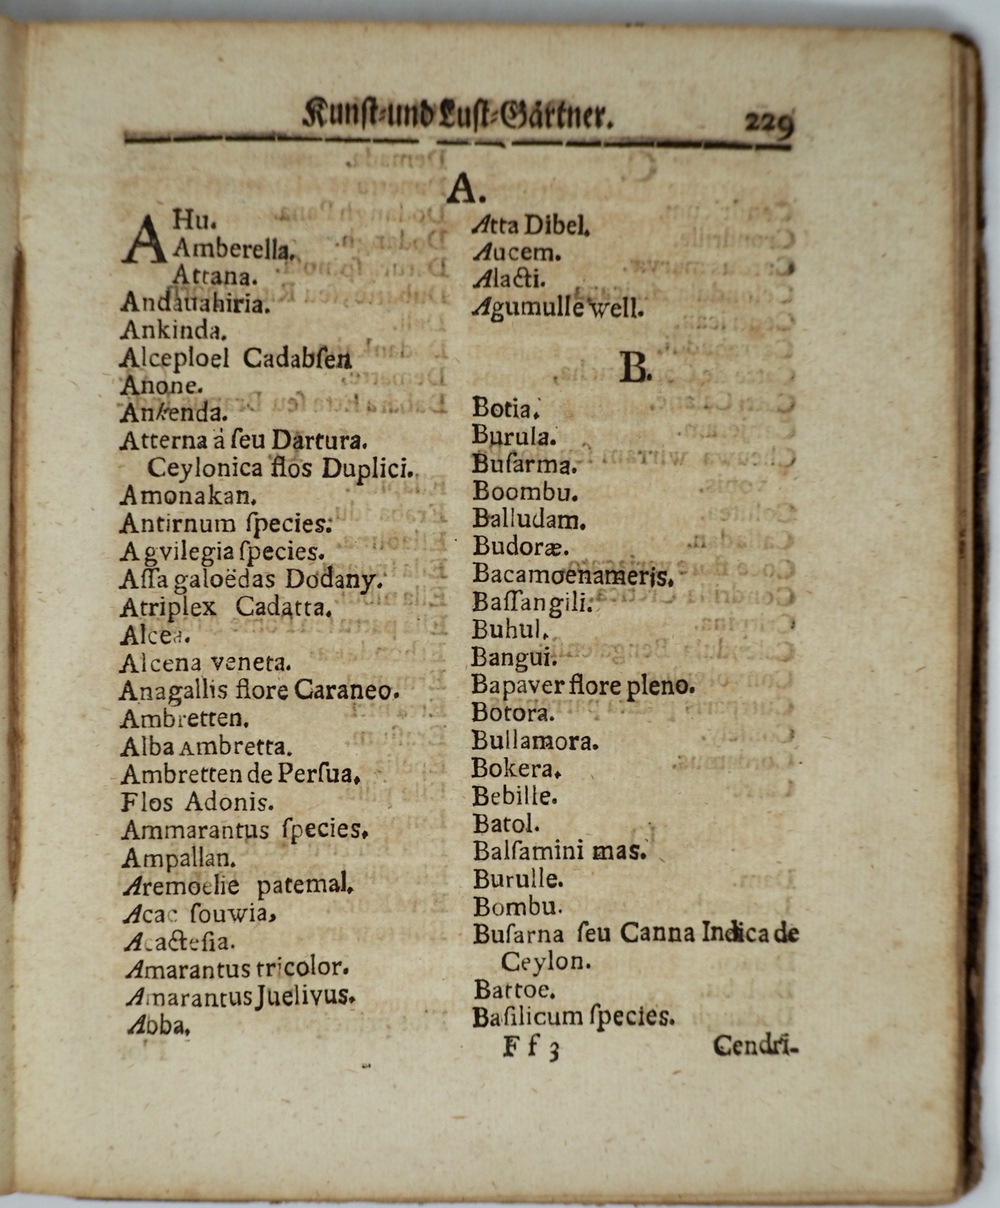 Kunſt-und Luſt-Gärtner. 229
A.
AHu.
Amberella.
Attana.
Andauahiria.
Ankinda.
Alceploel Cadabſen
Anone.
Ankenda.
Atterna á ſeu Dartura.
Ceylonica flos Duplici.
Amonakan.
Antirnum ſpecies.
Agvilegia ſpecies.
Aſſa galoëdas Dodany.
Atriplex Cadatta.
Alcea.
Alcena veneta.
Anagallis flore Caraneo.
Ambretten.
Alba Ambretta.
Ambretten de Perſua.
Flos Adonis.
Ammarantus ſpecies.
Ampallan.
Aremoelie patemal.
Acac ſouwia,
Acacteſia.
Amarantus tricolor.
Amarantus Juelivus.
Abba.
Atta Dibel.
Aucem.
Alacti.
Agumulle well.
B.
Botia.
Burula.
Buſarma.
Boombu.
Balludam.
Budoræ.
Bacamoenameris.
Baſſangili.
Buhul.
Bangui.
Bapaver flore pleno.
Botora.
Bullamora.
Bokera.
Bebille.
Batol.
Balſamini mas.
Burulle.
Bombu.
Buſarna ſeu Canna Indica de
Ceylon.
Battoe.
Baſilicum ſpecies.
F f 3 Cendri-